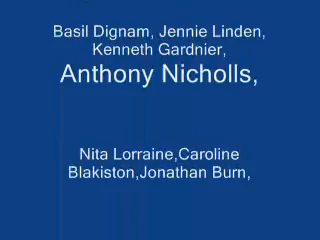 Basil Dignam, Jennie Linden,
Kenneth Gardnier,
Anthony Nicholls,
Nita Lorraine,Caroline
Blakiston,Jonathan Burn,